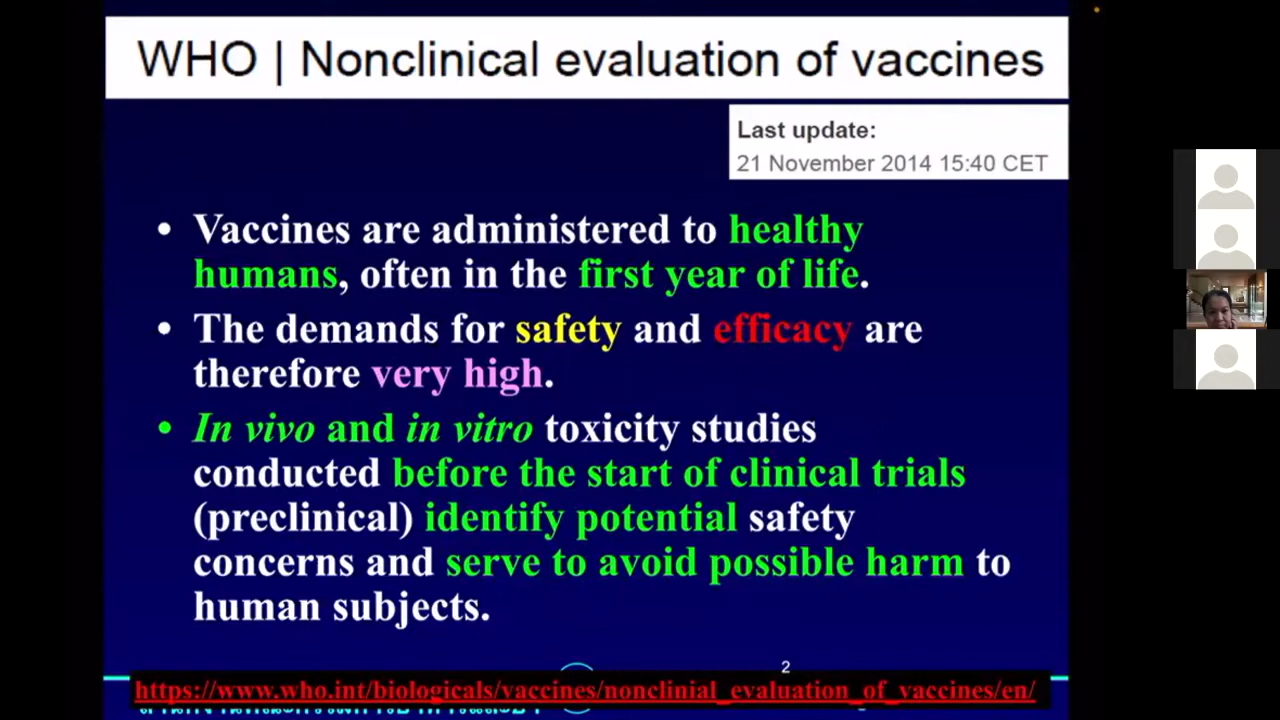 WHO | Nonclinical evaluation of vaccines
Last update:
21 November 2014 15:40 CET
• Vaccines are administered to healthy
humans, often in the first year of life.
• The demands for safety and efficacy are
therefore very high.
• In vivo and in vitro toxicity studies
conducted before the start of clinical trials
(preclinical) identify potential safety
concerns and serve to avoid possible harm to
human subjects.
2
https://www.who.int/biologicals/vaccines/nonclinial_evaluation_of_vaccines/en/